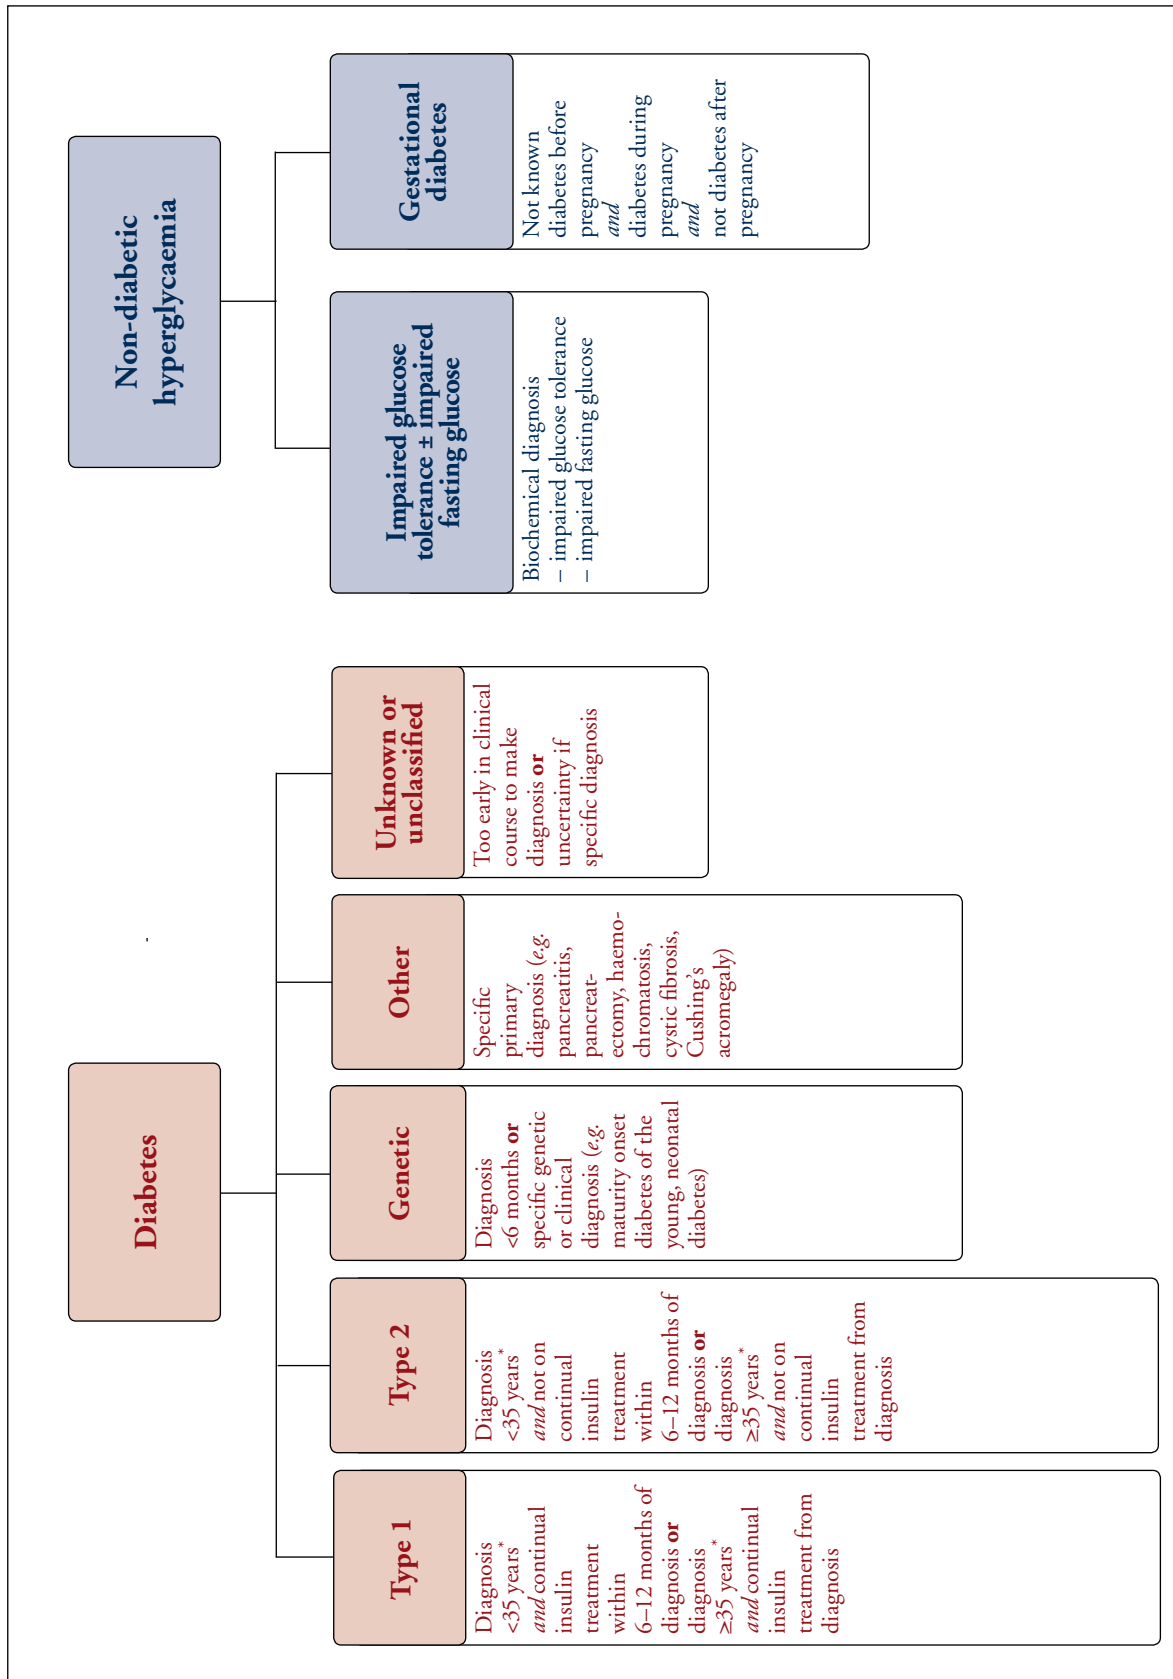 Diabetes
Type 1
Diagnosis
<35 years*
and continual
insulin
treatment
within
6–12 months of
diagnosis or
diagnosis
≥35 years*
and continual
insulin
treatment from
diagnosis
Type 2
Diagnosis
<35 years*
and not on
continual
insulin
treatment
within
6–12 months of
diagnosis or
diagnosis
≥35 years*
and not on
continual
insulin
treatment from
diagnosis
Genetic
Diagnosis
<6 months or
specific genetic
or clinical
diagnosis (e.g.
maturity onset
diabetes of the
young, neonatal
diabetes)
Other
Specific
primary
diagnosis (e.g.
pancreatitis,
pancreat-
ectomy, haemo-
chromatosis,
cystic fibrosis,
Cushing’s
acromegaly)
Unknown or
unclassified
Too early in clinical
course to make
diagnosis or
uncertainty if
specific diagnosis
Non-diabetic
hyperglycaemia
Impaired glucose
tolerance ± impaired
fasting glucose
Biochemical diagnosis
– impaired glucose tolerance
– impaired fasting glucose
Gestational
diabetes
Not known
diabetes before
pregnancy
and
diabetes during
pregnancy
and
not diabetes after
pregnancy